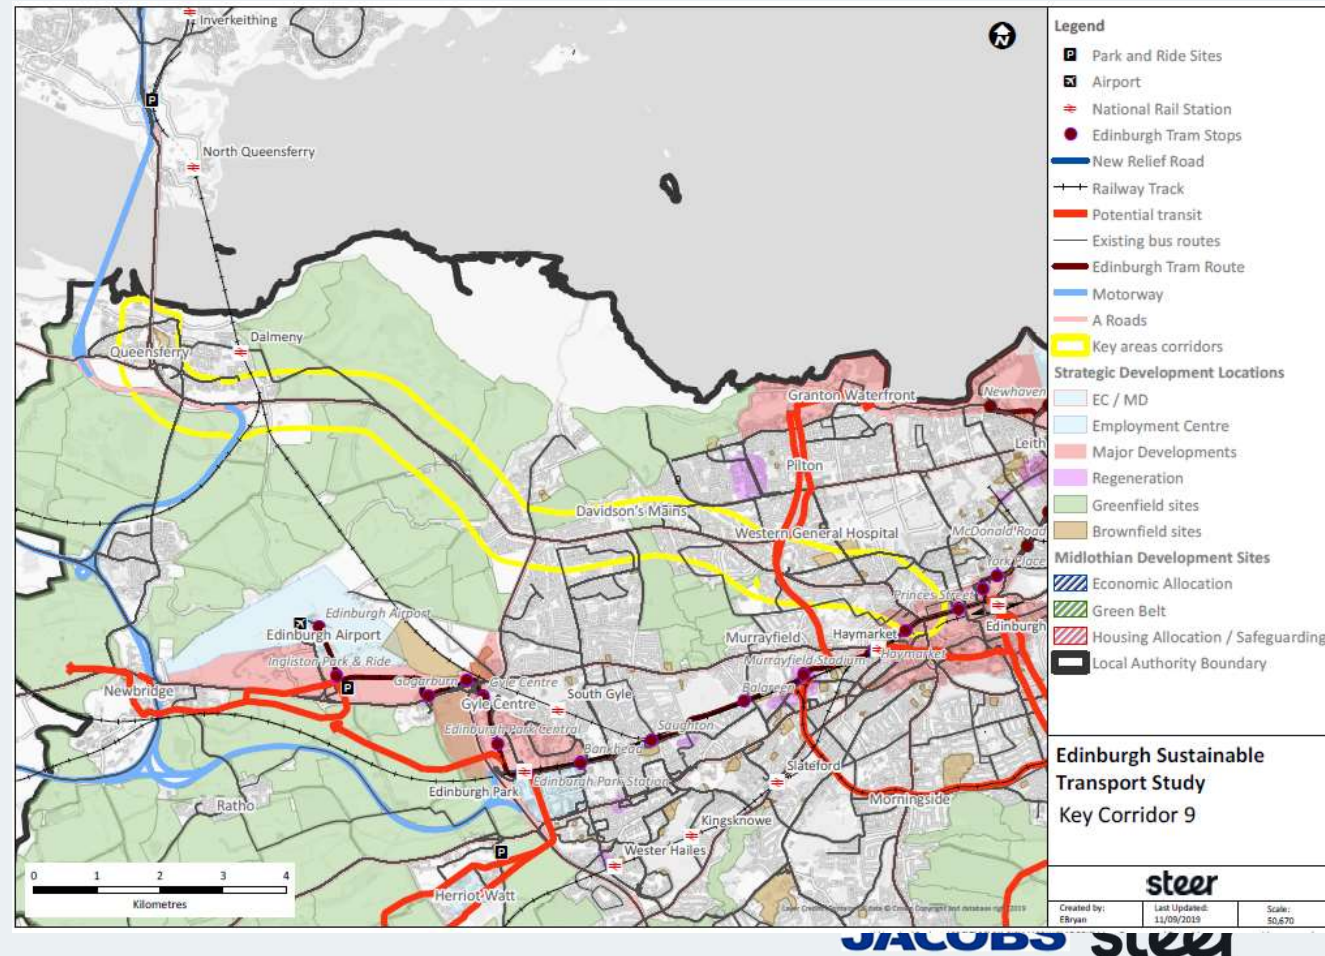 Inverkeithing
North Queensferry
Dalmeny
Queensferry
Granton Waterfront
Newhaven
Leith
Pilton
Davidson's Mains
Western General Hospital
McDonald Road
York Place
Princes Street
Edinburgh Airport
Edinburgh Airport
Murrayfield
Haymarket
Edinburgh
Haymarket
Ingliston Park & Ride
Murrayfield Stadium
Newbridge
Gogarburn
Gyle Centre
South Gyle
Balgreen
Gyle Centre
Edinburgh Park Central
Saughton
Bankhead
Edinburgh Park Station
Slateford
Edinburgh Park
Ratho
Morningside
Kingsknowe
Wester Hailes
Herriot-Watt
0 1 2 3 4
Kilometres
N
Legend
P Park and Ride Sites
Airport
National Rail Station
Edinburgh Tram Stops
New Relief Road
Railway Track
Potential transit
Existing bus routes
Edinburgh Tram Route
Motorway
A Roads
Key areas corridors
Strategic Development Locations
EC / MD
Employment Centre
Major Developments
Regeneration
Greenfield sites
Brownfield sites
Midlothian Development Sites
Economic Allocation
Green Belt
Housing Allocation / Safeguarding
Local Authority Boundary
Edinburgh Sustainable
Transport Study
Key Corridor 9
steer
Created by:
EBryan
Last Updated:
11/09/2019
Scale:
50,670
JACOBS steer